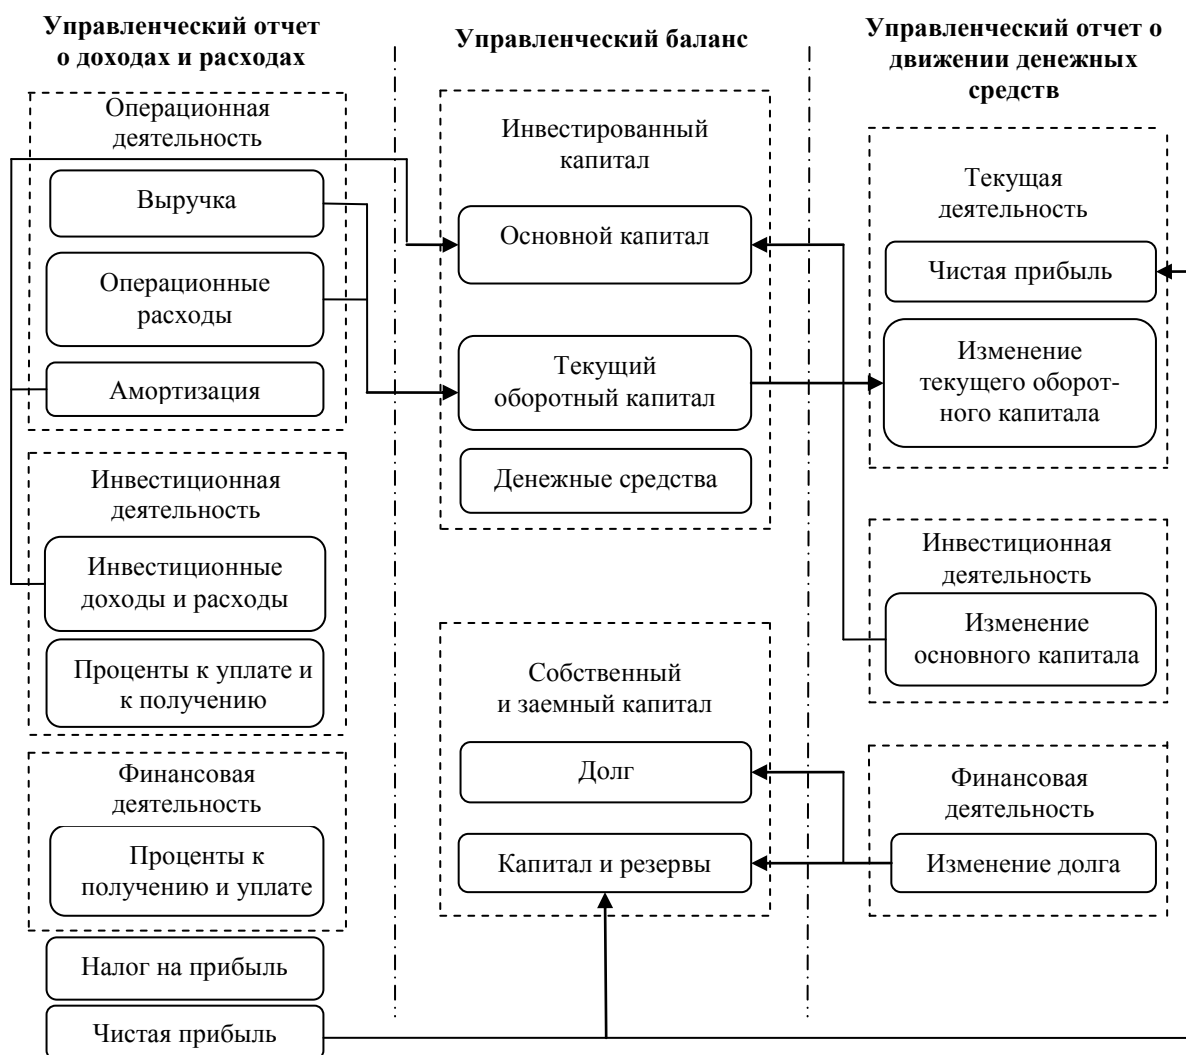 Управленческий отчет
о доходах и расходах
Операционная
деятельность
Выручка
Операционные
расходы
Амортизация
Инвестиционная
деятельность
Инвестиционные
доходы и расходы
Проценты к уплате и
к получению
Финансовая
деятельность
Проценты к
получению и уплате
Налог на прибыль
Чистая прибыль
Управленческий баланс
Инвестированный
капитал
Основной капитал
Текущий
оборотный капитал
Денежные средства
Собственный
и заемный капитал
Долг
Капитал и резервы
Управленческий отчет о
движении денежных
средств
Текущая
деятельность
Чистая прибыль
Изменение
текущего оборот-
ного капитала
Инвестиционная
деятельность
Изменение
основного капитала
Финансовая
деятельность
Изменение долга